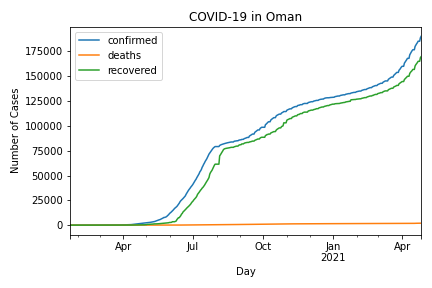 COVID-19 in Oman
confirmed
deaths
recovered
Number of Cases
175000
150000
125000
100000
75000
50000
25000
0
Apr
Jul
Oct
Jan
2021
Apr
Day